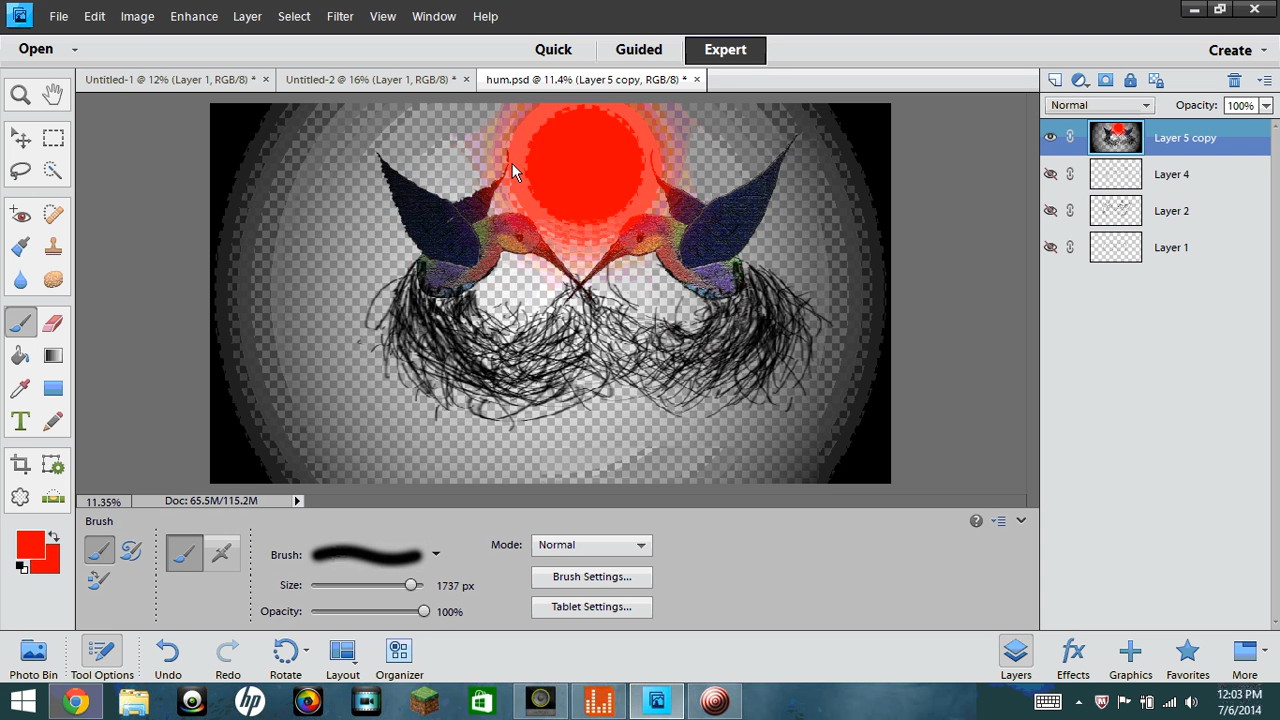 File Edit Image Enhance Layer Select Filter View Window Help
Open Quick Guided Expert Create
Untitled-1 @ 12% (Layer 1, RGB/8) * × Untitled-2 @ 16% (Layer 1, RGB/8) * × hum.psd @ 11.4% (Layer 5 copy, RGB/8) * ×
Normal Opacity: 100%
Layer 5 copy
Layer 4
Layer 2
Layer 1
11.35% Doc: 65.5M/115.2M
Brush
Brush: Mode: Normal
Size: 1737 px Brush Settings...
Opacity: 100% Tablet Settings...
Photo Bin Tool Options Undo Redo Rotate Layout Organizer Layers Effects Graphics Favorites More
12:03 PM
7/6/2014